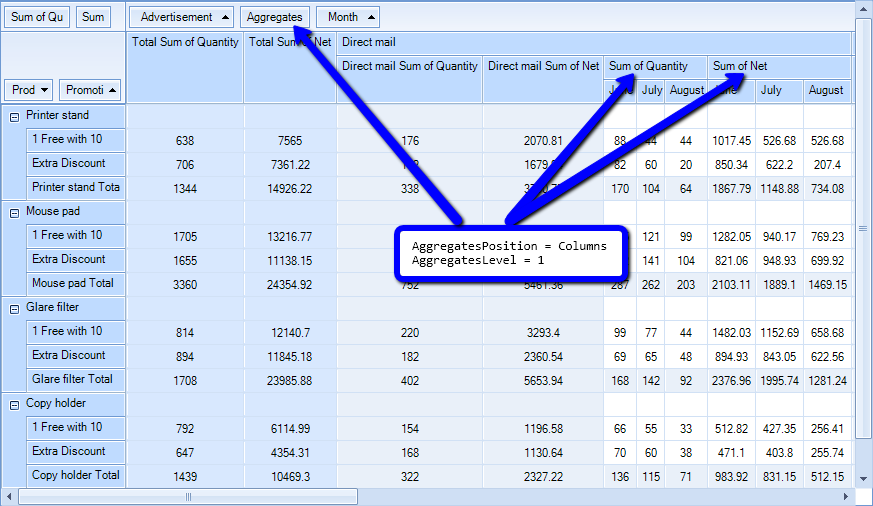 Sum of Qu Sum Advertisement Aggregates Month
Total Sum of Quantity Total Sum of Net Direct mail
Direct mail Sum of Quantity Direct mail Sum of Net Sum of Quantity Sum of Net
Prod Promoti July August June July August
Printer stand
1 Free with 10 638 7565 176 2070.81 88 44 44 1017.45 526.68 526.68
Extra Discount 706 7361.22 82 60 20 850.34 622.2 207.4
Printer stand Tota 1344 14926.22 338 170 104 64 1867.79 1148.88 734.08
Mouse pad
1 Free with 10 1705 13216.77 121 99 1282.05 940.17 769.23
Extra Discount 1655 11138.15 141 104 821.06 948.93 699.92
Mouse pad Total 3360 24354.92 752 5461.36 287 262 203 2103.11 1889.1 1469.15
AggregatesPosition = Columns
AggregatesLevel = 1
Glare filter
1 Free with 10 814 12140.7 220 3293.4 99 77 44 1482.03 1152.69 658.68
Extra Discount 894 11845.18 182 2360.54 69 65 48 894.93 843.05 622.56
Glare filter Total 1708 23985.88 402 5653.94 168 142 92 2376.96 1995.74 1281.24
Copy holder
1 Free with 10 792 6114.99 154 1196.58 66 55 33 512.82 427.35 256.41
Extra Discount 647 4354.31 168 1130.64 70 60 38 471.1 403.8 255.74
Copy holder Total 1439 10469.3 322 2327.22 136 115 71 983.92 831.15 512.15